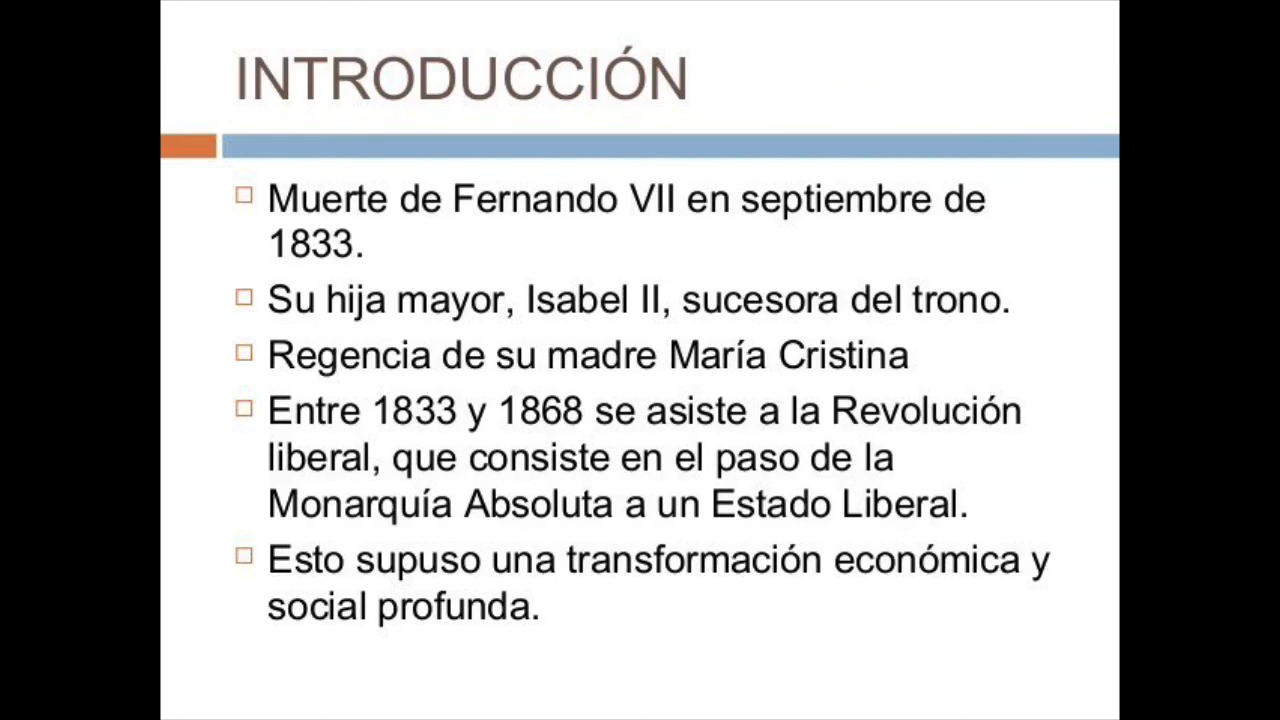 INTRODUCCIÓN
Muerte de Fernando VII en septiembre de
1833.
Su hija mayor, Isabel II, sucesora del trono.
Regencia de su madre María Cristina
Entre 1833 y 1868 se asiste a la Revolución
liberal, que consiste en el paso de la
Monarquía Absoluta a un Estado Liberal.
Esto supuso una transformación económica y
social profunda.